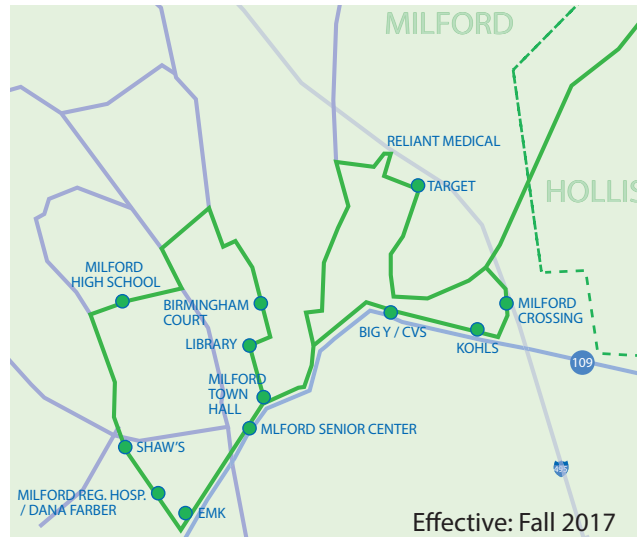 MILFORD
RELIANT MEDICAL
TARGET
HOLLIS
MILFORD
HIGH SCHOOL
BIRMINGHAM
COURT
MILFORD
CROSSING
BIG Y / CVS
LIBRARY
KOHLS
109
MILFORD
TOWN
HALL
MLFORD SENIOR CENTER
SHAW'S
495
MILFORD REG. HOSP.
/ DANA FARBER
EMK
Effective: Fall 2017